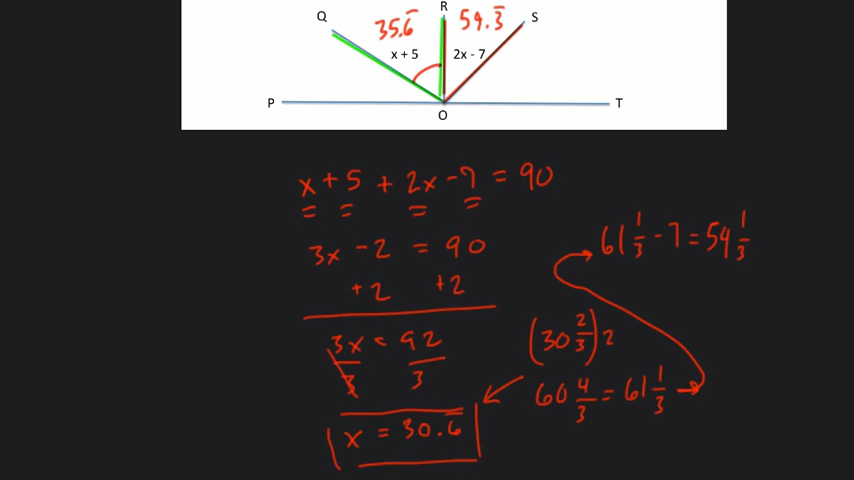 Q
R
S
35.6̅
54.3̅
x + 5
2x - 7
P
T
O
x + 5 + 2x - 7 = 90
3x - 2 = 90
+2 +2
3x = 92
3 3
x = 30.6̅
61 1/3 - 7 = 54 1/3
(30 2/3) 2
60 4/3 = 61 1/3